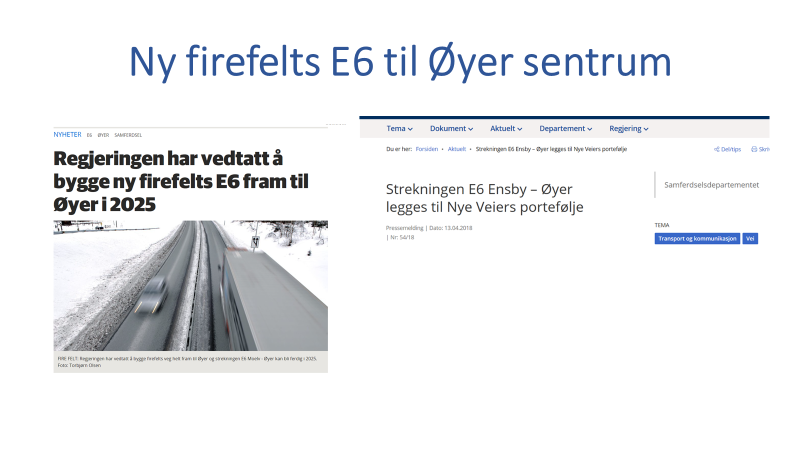 Ny firefelts E6 til Øyer sentrum
NYHETER E6 ØYER SAMFERDSEL
Regjeringen har vedtatt å
bygge ny firefelts E6 fram til
Øyer i 2025
FIRE FELT: Regjeringen har vedtatt å bygge firefelts veg helt fram til Øyer og strekningen E6 Moelv - Øyer kan bli ferdig i 2025.
Foto: Torbjørn Olsen
Tema Dokument Aktuelt Departement Regjering
Du er her: Forsiden • Aktuelt • Strekningen E6 Ensby – Øyer legges til Nye Veiers portefølje
Del/tips Skri
Strekningen E6 Ensby – Øyer
legges til Nye Veiers portefølje
Pressemelding | Dato: 13.04.2018
| Nr: 54/18
Samferdselsdepartementet
TEMA
Transport og kommunikasjon Vei